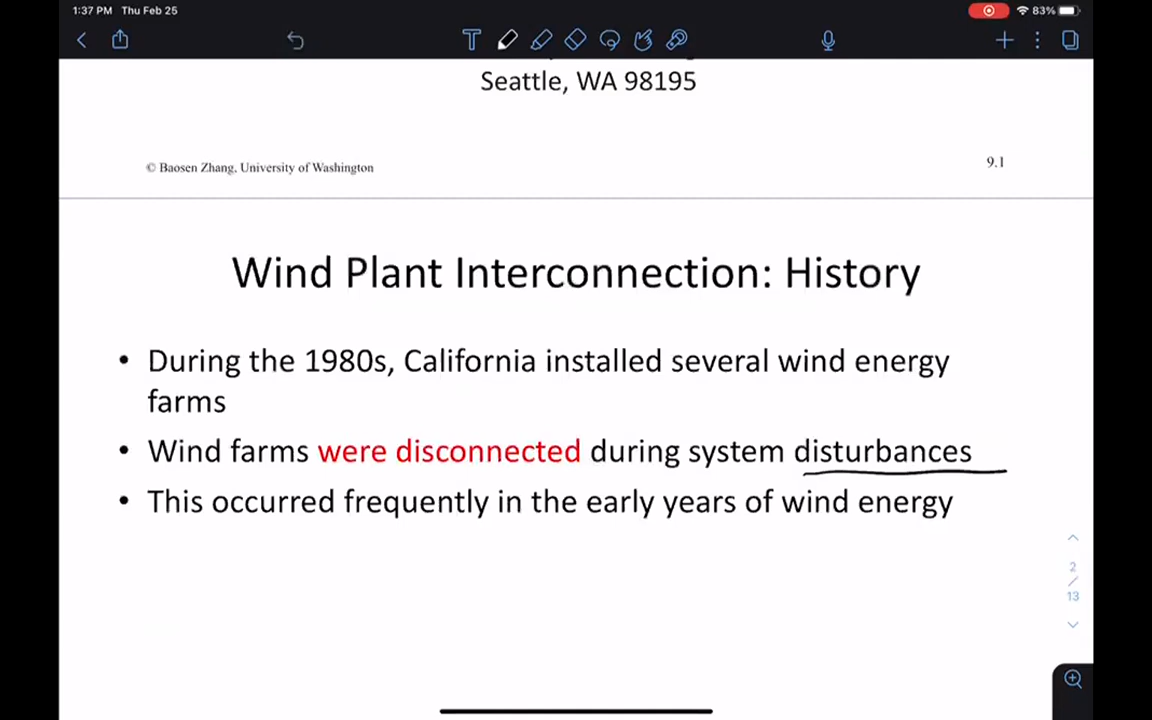 1:37 PM Thu Feb 25
83%
T
Seattle, WA 98195
© Baosen Zhang, University of Washington
9.1
Wind Plant Interconnection: History
• During the 1980s, California installed several wind energy
farms
• Wind farms were disconnected during system disturbances
• This occurred frequently in the early years of wind energy
2
/
13